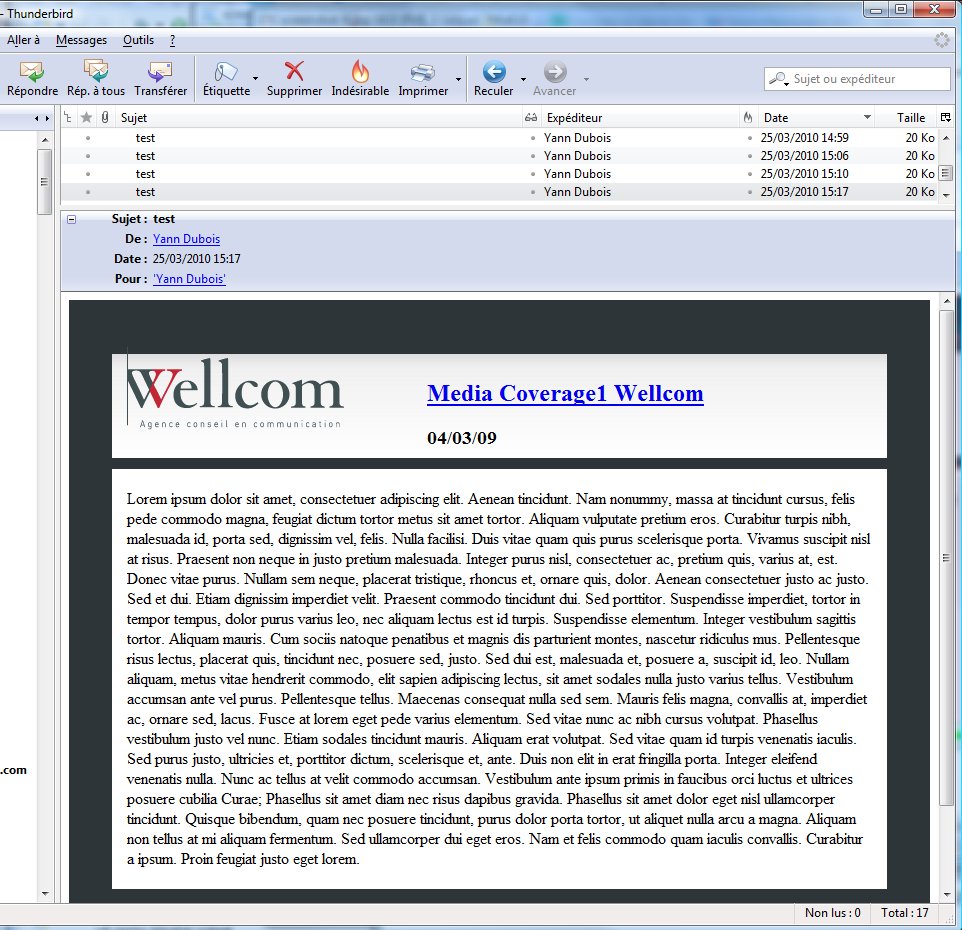 - Thunderbird
Aller à Messages Outils ?
Répondre Rép. à tous Transférer Étiquette Supprimer Indésirable Imprimer Reculer Avancer Sujet ou expéditeur
Sujet Expéditeur Date Taille
test Yann Dubois 25/03/2010 14:59 20 Ko
test Yann Dubois 25/03/2010 15:06 20 Ko
test Yann Dubois 25/03/2010 15:10 20 Ko
test Yann Dubois 25/03/2010 15:17 20 Ko
Sujet : test
De : Yann Dubois
Date : 25/03/2010 15:17
Pour : 'Yann Dubois'
Wellcom
Agence conseil en communication
Media Coverage1 Wellcom
04/03/09
Lorem ipsum dolor sit amet, consectetuer adipiscing elit. Aenean tincidunt. Nam nonummy, massa at tincidunt cursus, felis
pede commodo magna, feugiat dictum tortor metus sit amet tortor. Aliquam vulputate pretium eros. Curabitur turpis nibh,
malesuada id, porta sed, dignissim vel, felis. Nulla facilisi. Duis vitae quam quis purus scelerisque porta. Vivamus suscipit nisl
at risus. Praesent non neque in justo pretium malesuada. Integer purus nisl, consectetuer ac, pretium quis, varius at, est.
Donec vitae purus. Nullam sem neque, placerat tristique, rhoncus et, ornare quis, dolor. Aenean consectetuer justo ac justo.
Sed et dui. Etiam dignissim imperdiet velit. Praesent commodo tincidunt dui. Sed porttitor. Suspendisse imperdiet, tortor in
tempor tempus, dolor purus varius leo, nec aliquam lectus est id turpis. Suspendisse elementum. Integer vestibulum sagittis
tortor. Aliquam mauris. Cum sociis natoque penatibus et magnis dis parturient montes, nascetur ridiculus mus. Pellentesque
risus lectus, placerat quis, tincidunt nec, posuere sed, justo. Sed dui est, malesuada et, posuere a, suscipit id, leo. Nullam
aliquam, metus vitae hendrerit commodo, elit sapien adipiscing lectus, sit amet sodales nulla justo varius tellus. Vestibulum
accumsan ante vel purus. Pellentesque tellus. Maecenas consequat nulla sed sem. Mauris felis magna, convallis at, imperdiet
ac, ornare sed, lacus. Fusce at lorem eget pede varius elementum. Sed vitae nunc ac nibh cursus volutpat. Phasellus
vestibulum justo vel nunc. Etiam sodales tincidunt mauris. Aliquam erat volutpat. Sed vitae quam id turpis venenatis iaculis.
Sed purus justo, ultricies et, porttitor dictum, scelerisque et, ante. Duis non elit in erat fringilla porta. Integer eleifend
venenatis nulla. Nunc ac tellus at velit commodo accumsan. Vestibulum ante ipsum primis in faucibus orci luctus et ultrices
posuere cubilia Curae; Phasellus sit amet diam nec risus dapibus gravida. Phasellus sit amet dolor eget nisl ullamcorper
tincidunt. Quisque bibendum, quam nec posuere tincidunt, purus dolor porta tortor, ut aliquet nulla arcu a magna. Aliquam
non tellus at mi aliquam fermentum. Sed ullamcorper dui eget eros. Nam et felis commodo quam iaculis convallis. Curabitur
a ipsum. Proin feugiat justo eget lorem.
.com
Non lus : 0 Total : 17